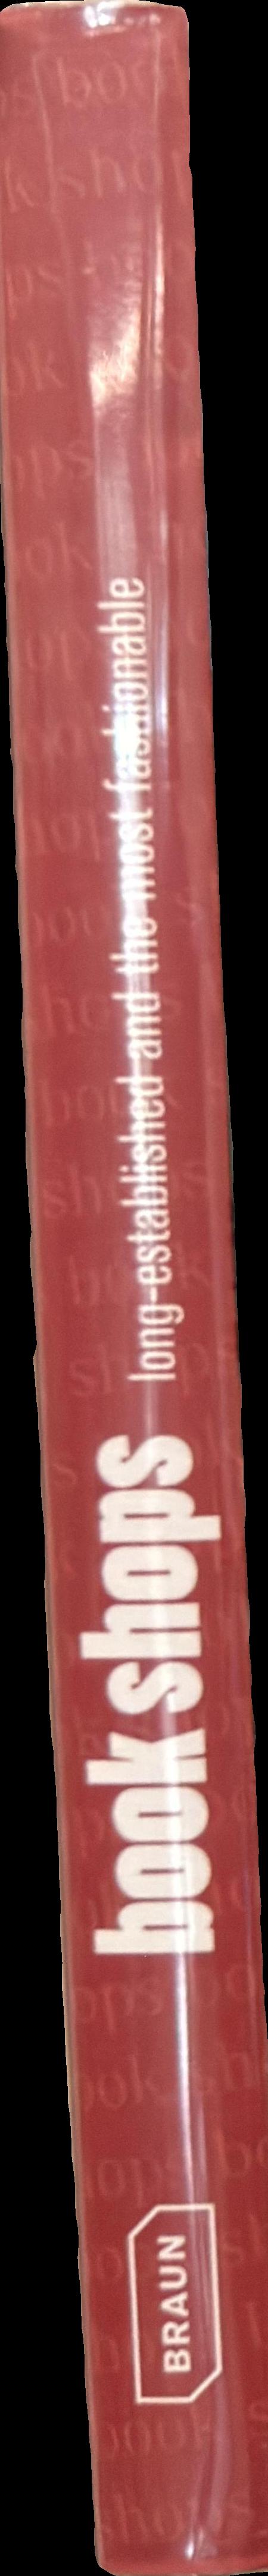 BRAUN
book shops
long-established and the most fashionable